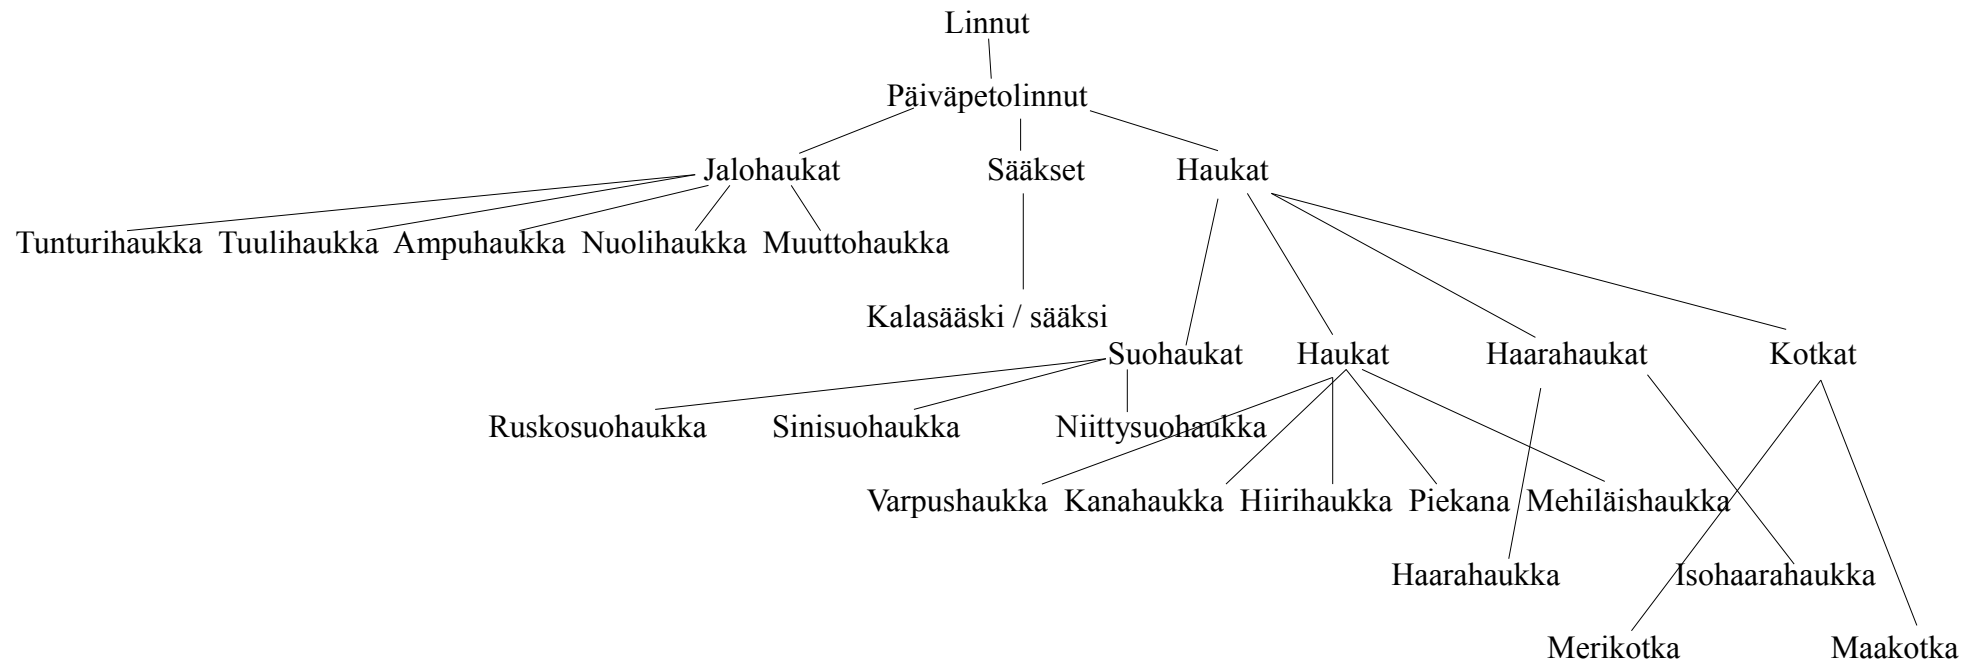 Linnut
Päiväpetolinnut
Jalohaukat Sääkset Haukat
Tunturihaukka Tuulihaukka Ampuhaukka Nuolihaukka Muuttohaukka
Kalasääski / sääksi
Suohaukat Haukat Haarahaukat Kotkat
Ruskosuohaukka Sinisuohaukka Niittysuohaukka
Varpushaukka Kanahaukka Hiirihaukka Piekana Mehiläishaukka
Haarahaukka Isohaarahaukka
Merikotka Maakotka